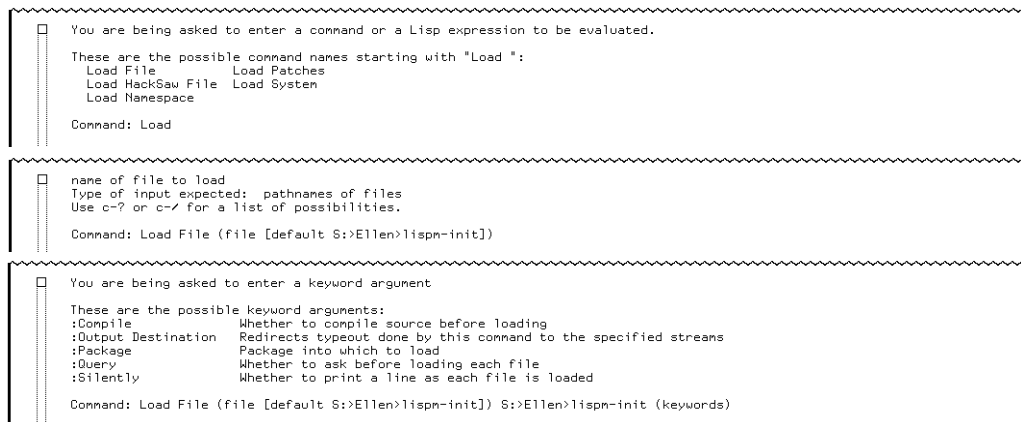 You are being asked to enter a command or a Lisp expression to be evaluated.
These are the possible command names starting with "Load ":
Load File Load Patches
Load HackSaw File Load System
Load Namespace
Command: Load
name of file to load
Type of input expected: pathnames of files
Use c-? or c-/ for a list of possibilities.
Command: Load File (file [default S:>Ellen>lispm-init])
You are being asked to enter a keyword argument
These are the possible keyword arguments:
:Compile Whether to compile source before loading
:Output Destination Redirects typeout done by this command to the specified streams
:Package Package into which to load
:Query Whether to ask before loading each file
:Silently Whether to print a line as each file is loaded
Command: Load File (file [default S:>Ellen>lispm-init]) S:>Ellen>lispm-init (keywords)